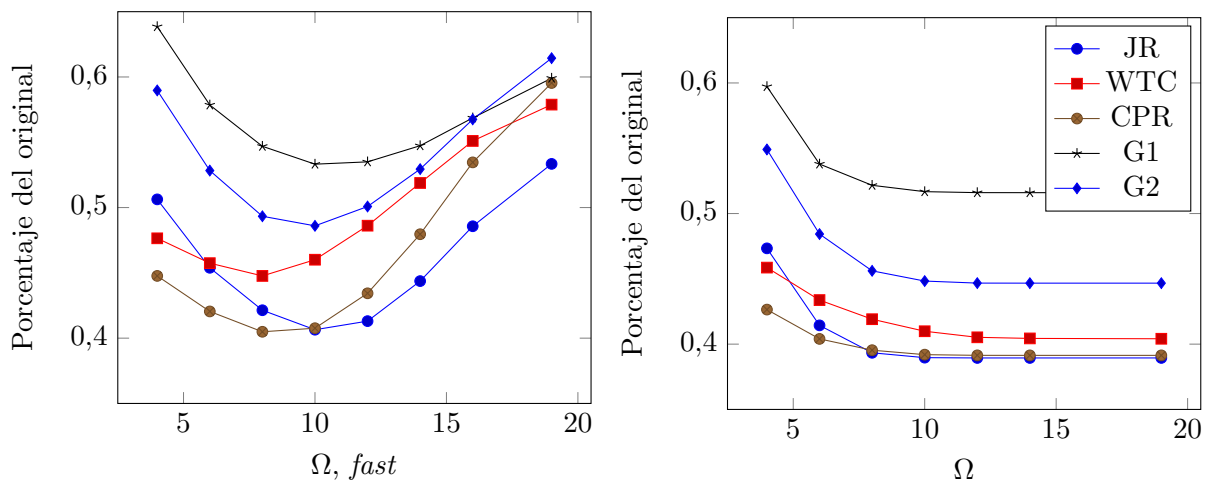 Porcentaje del original
0,6
0,5
0,4
5
10
15
20
Ω, fast
Porcentaje del original
0,6
0,5
0,4
5
10
15
20
Ω
JR
WTC
CPR
G1
G2